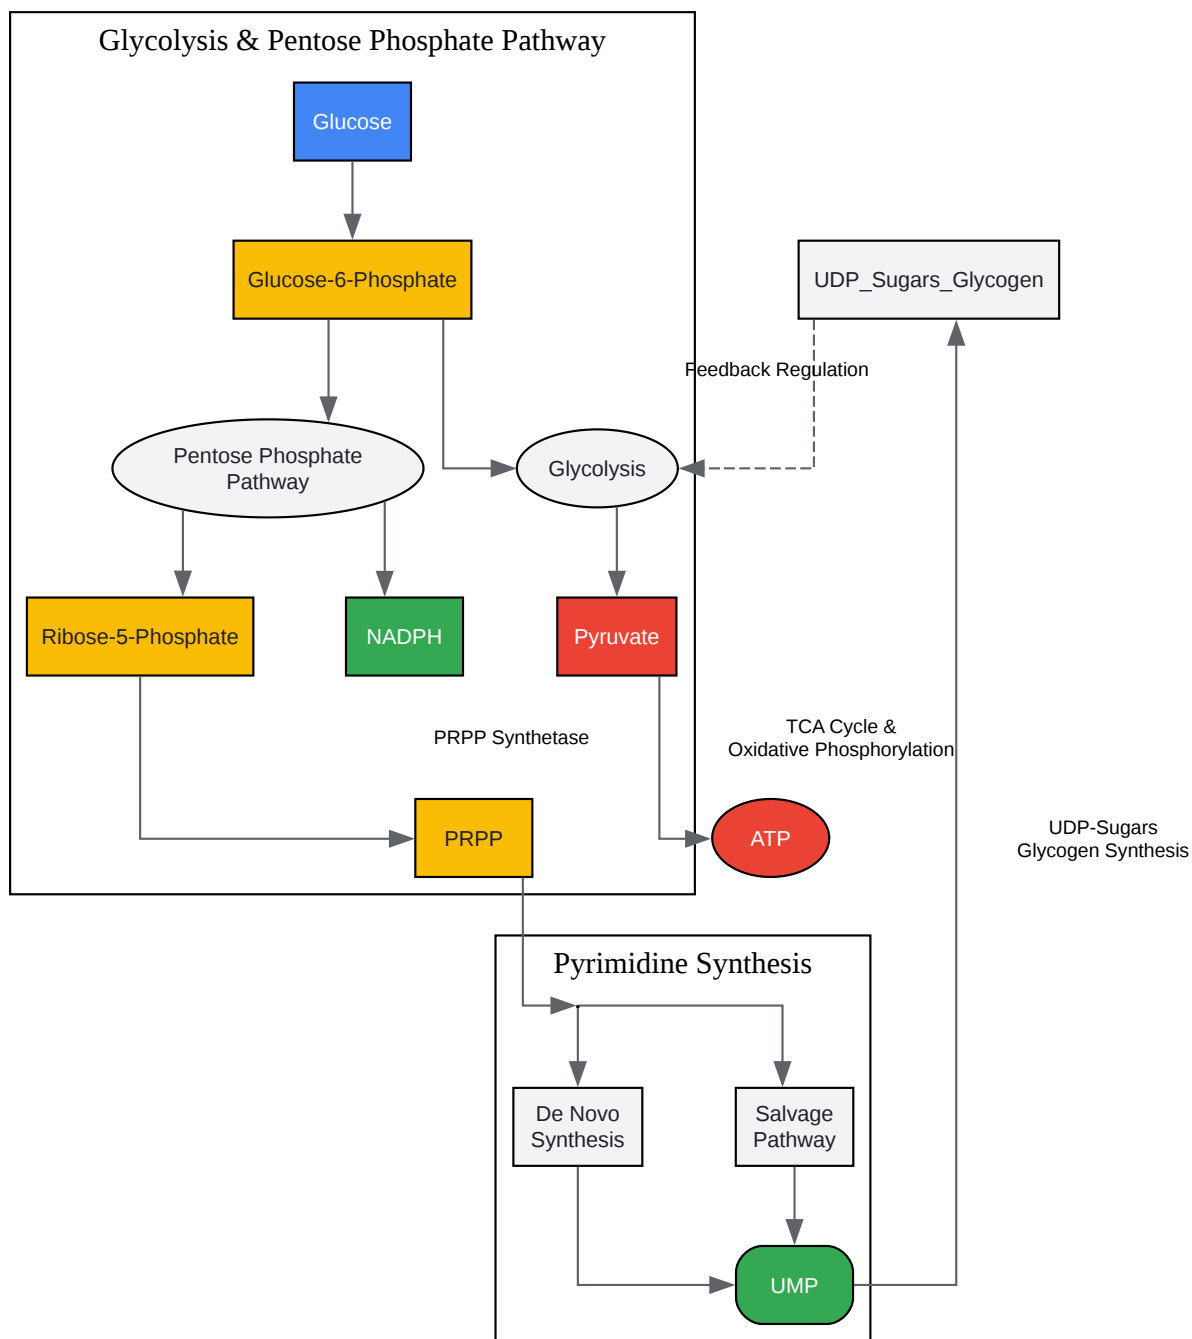 Glycolysis & Pentose Phosphate Pathway
Glucose
Glucose-6-Phosphate
UDP_Sugars_Glycogen
Feedback Regulation
Pentose Phosphate
Pathway
Glycolysis
Ribose-5-Phosphate
NADPH
Pyruvate
PRPP Synthetase
TCA Cycle &
Oxidative Phosphorylation
PRPP
ATP
UDP-Sugars
Glycogen Synthesis
Pyrimidine Synthesis
De Novo
Synthesis
Salvage
Pathway
UMP